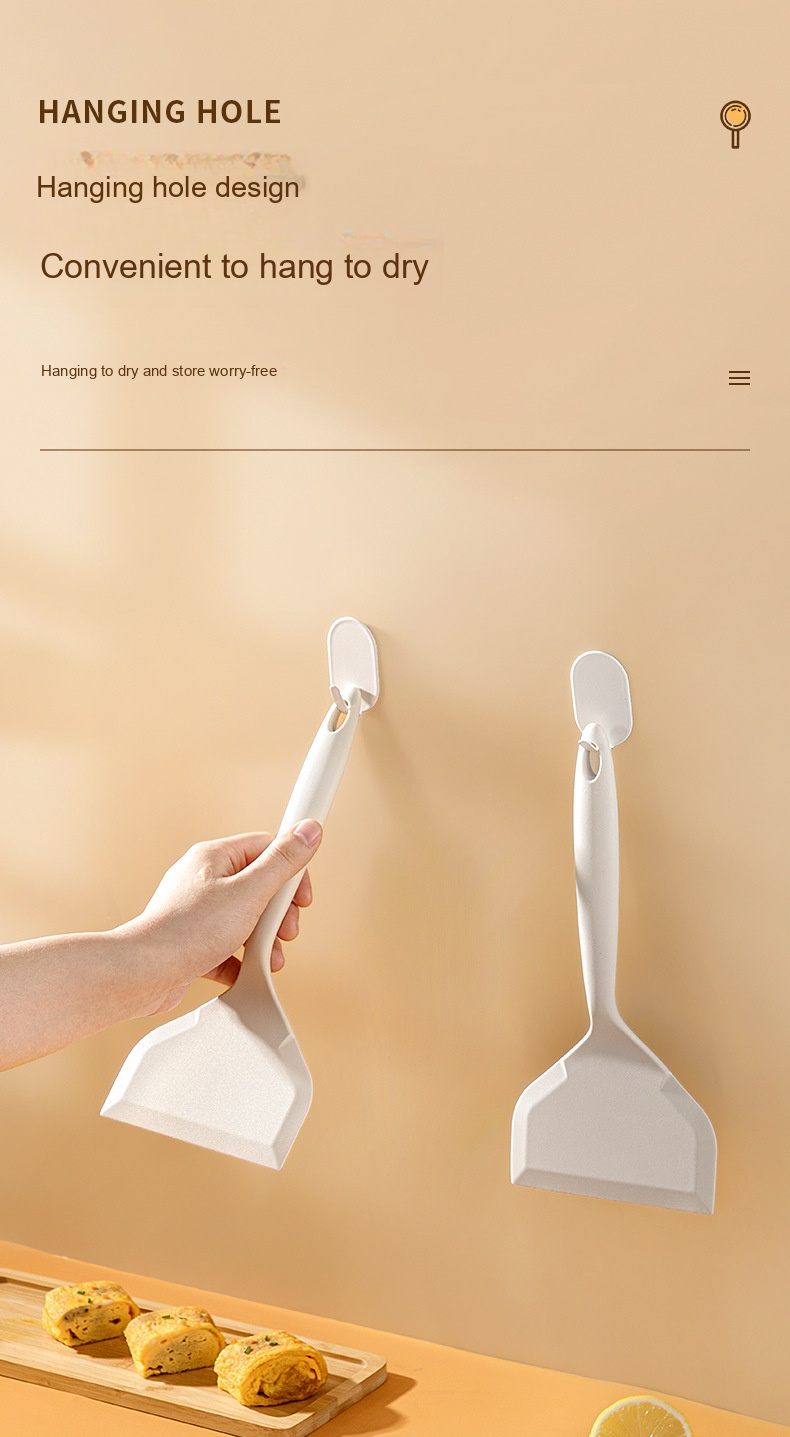 HANGING HOLE
Hanging hole design
Convenient to hang to dry
Hanging to dry and store worry-free